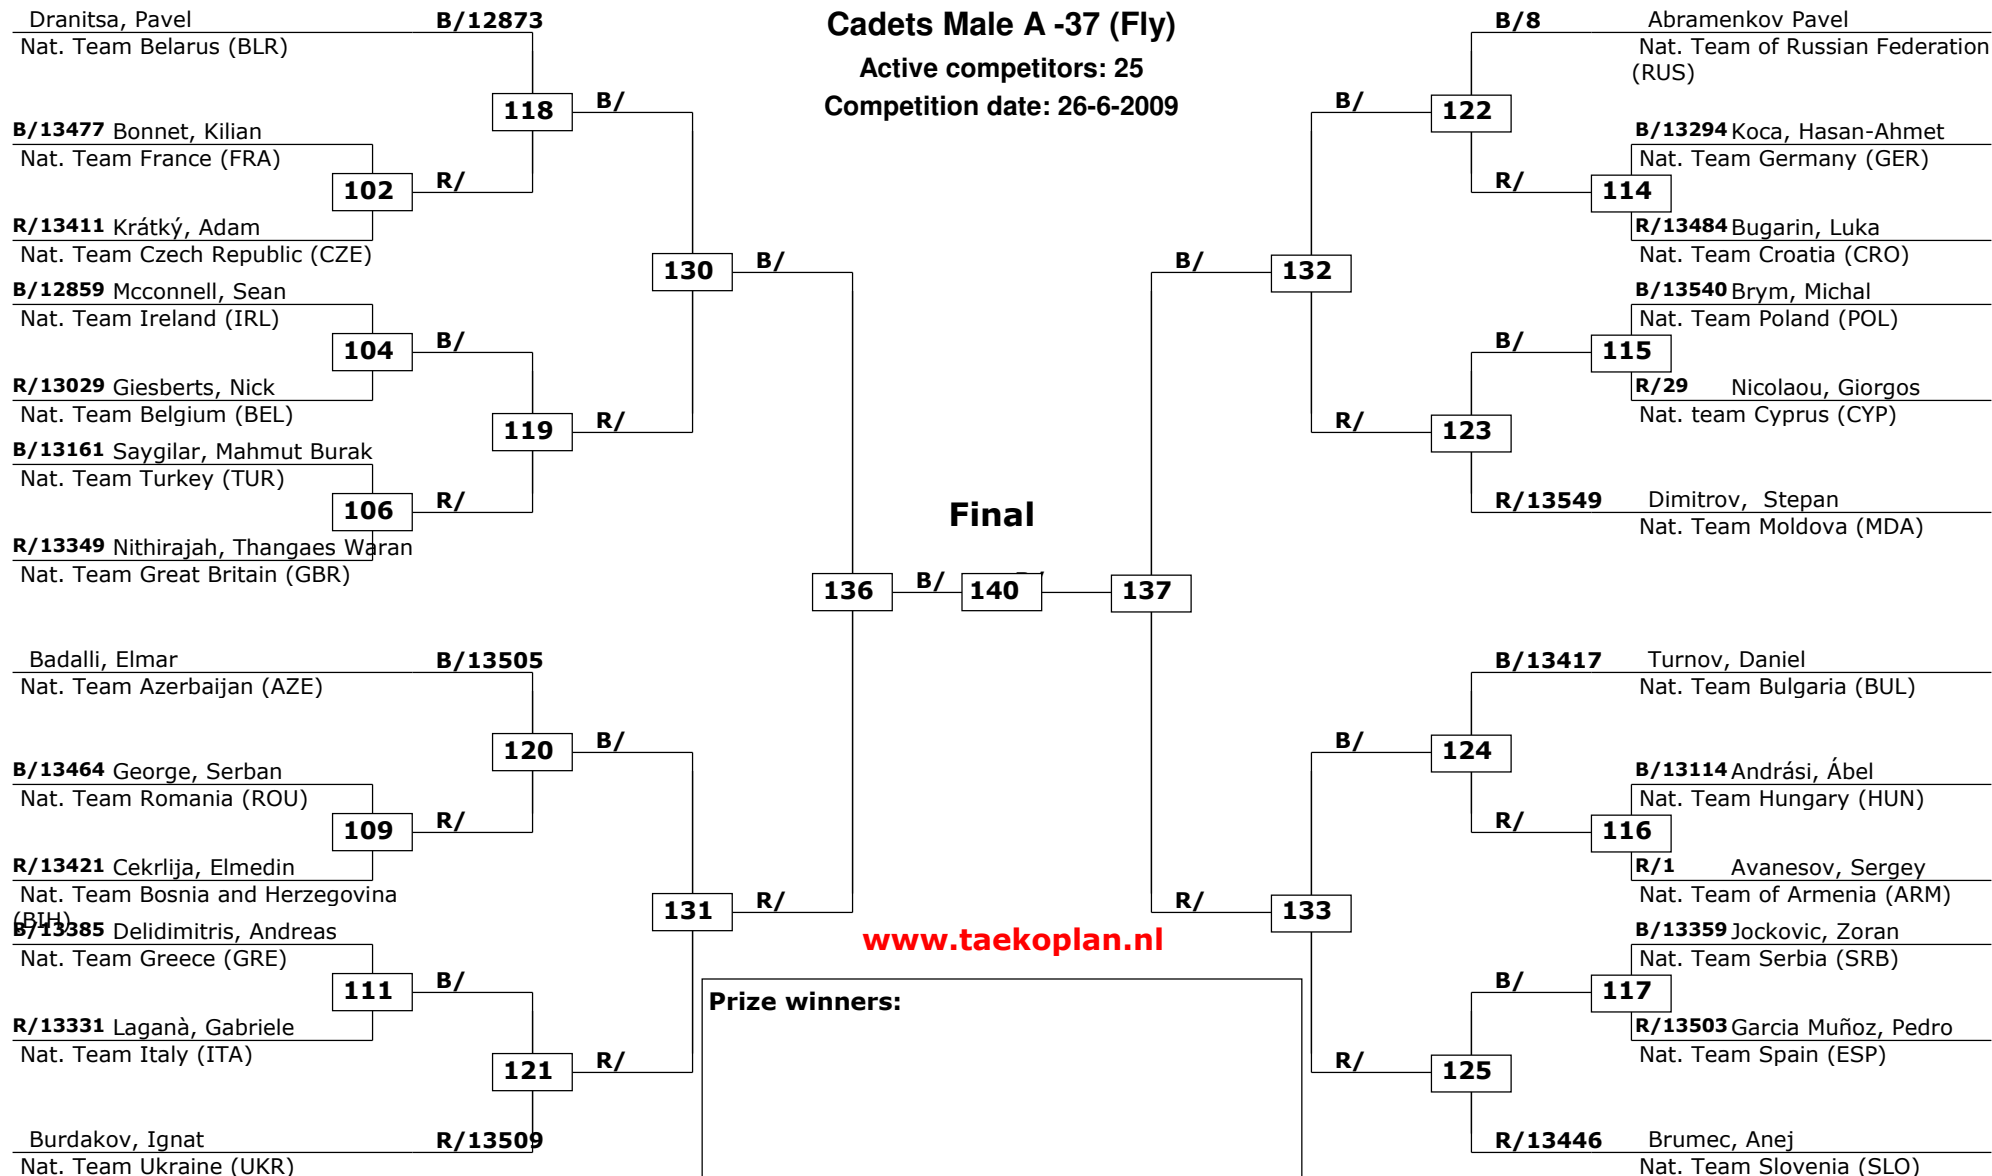 Cadets Male A -37 (Fly)
Active competitors: 25
Competition date: 26-6-2009
Dranitsa, Pavel B/12873
Nat. Team Belarus (BLR)
118 B/
B/13477 Bonnet, Kilian
Nat. Team France (FRA)
102 R/
R/13411 Krátký, Adam
Nat. Team Czech Republic (CZE)
130 B/
B/12859 Mcconnell, Sean
Nat. Team Ireland (IRL)
104 B/
R/13029 Giesberts, Nick
Nat. Team Belgium (BEL)
119 R/
B/13161 Saygilar, Mahmut Burak
Nat. Team Turkey (TUR)
106 R/
R/13349 Nithirajah, Thangaes Waran
Nat. Team Great Britain (GBR)
Final
136 B/ 140 137
Badalli, Elmar B/13505
Nat. Team Azerbaijan (AZE)
120 B/
B/13464 George, Serban
Nat. Team Romania (ROU)
109 R/
R/13421 Cekrlija, Elmedin
Nat. Team Bosnia and Herzegovina
(BIH)
131 R/
B/13385 Delidimitris, Andreas
Nat. Team Greece (GRE)
111 B/
R/13331 Laganà, Gabriele
Nat. Team Italy (ITA)
121 R/
Burdakov, Ignat R/13509
Nat. Team Ukraine (UKR)
B/8 Abramenkov Pavel
Nat. Team of Russian Federation
(RUS)
B/ 122
B/13294 Koca, Hasan-Ahmet
Nat. Team Germany (GER)
R/ 114
R/13484 Bugarin, Luka
Nat. Team Croatia (CRO)
B/ 132
B/13540 Brym, Michal
Nat. Team Poland (POL)
B/ 115
R/29 Nicolaou, Giorgos
Nat. team Cyprus (CYP)
R/ 123
R/13549 Dimitrov, Stepan
Nat. Team Moldova (MDA)
B/13417 Turnov, Daniel
Nat. Team Bulgaria (BUL)
B/ 124
B/13114 Andrási, Ábel
Nat. Team Hungary (HUN)
R/ 116
R/1 Avanesov, Sergey
Nat. Team of Armenia (ARM)
R/ 133
B/13359 Jockovic, Zoran
Nat. Team Serbia (SRB)
B/ 117
R/13503 Garcia Muñoz, Pedro
Nat. Team Spain (ESP)
R/ 125
R/13446 Brumec, Anej
Nat. Team Slovenia (SLO)
www.taekoplan.nl
Prize winners: